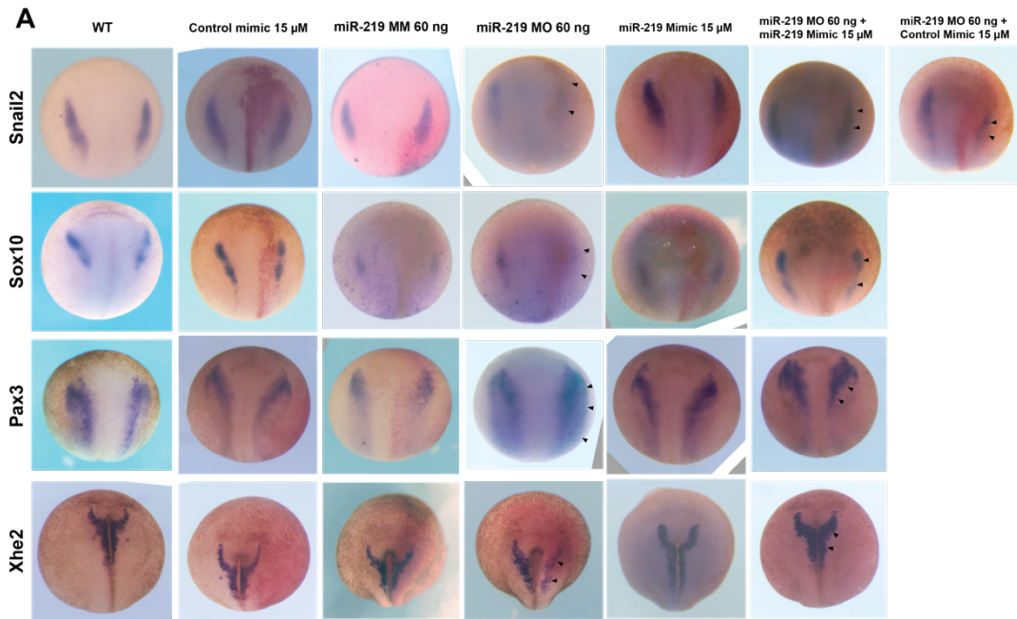 A
WT
Control mimic 15 µM
miR-219 MM 60 ng
miR-219 MO 60 ng
miR-219 Mimic 15 µM
miR-219 MO 60 ng +
miR-219 Mimic 15 µM
miR-219 MO 60 ng +
Control Mimic 15 µM
Snail2
Sox10
Pax3
Xhe2